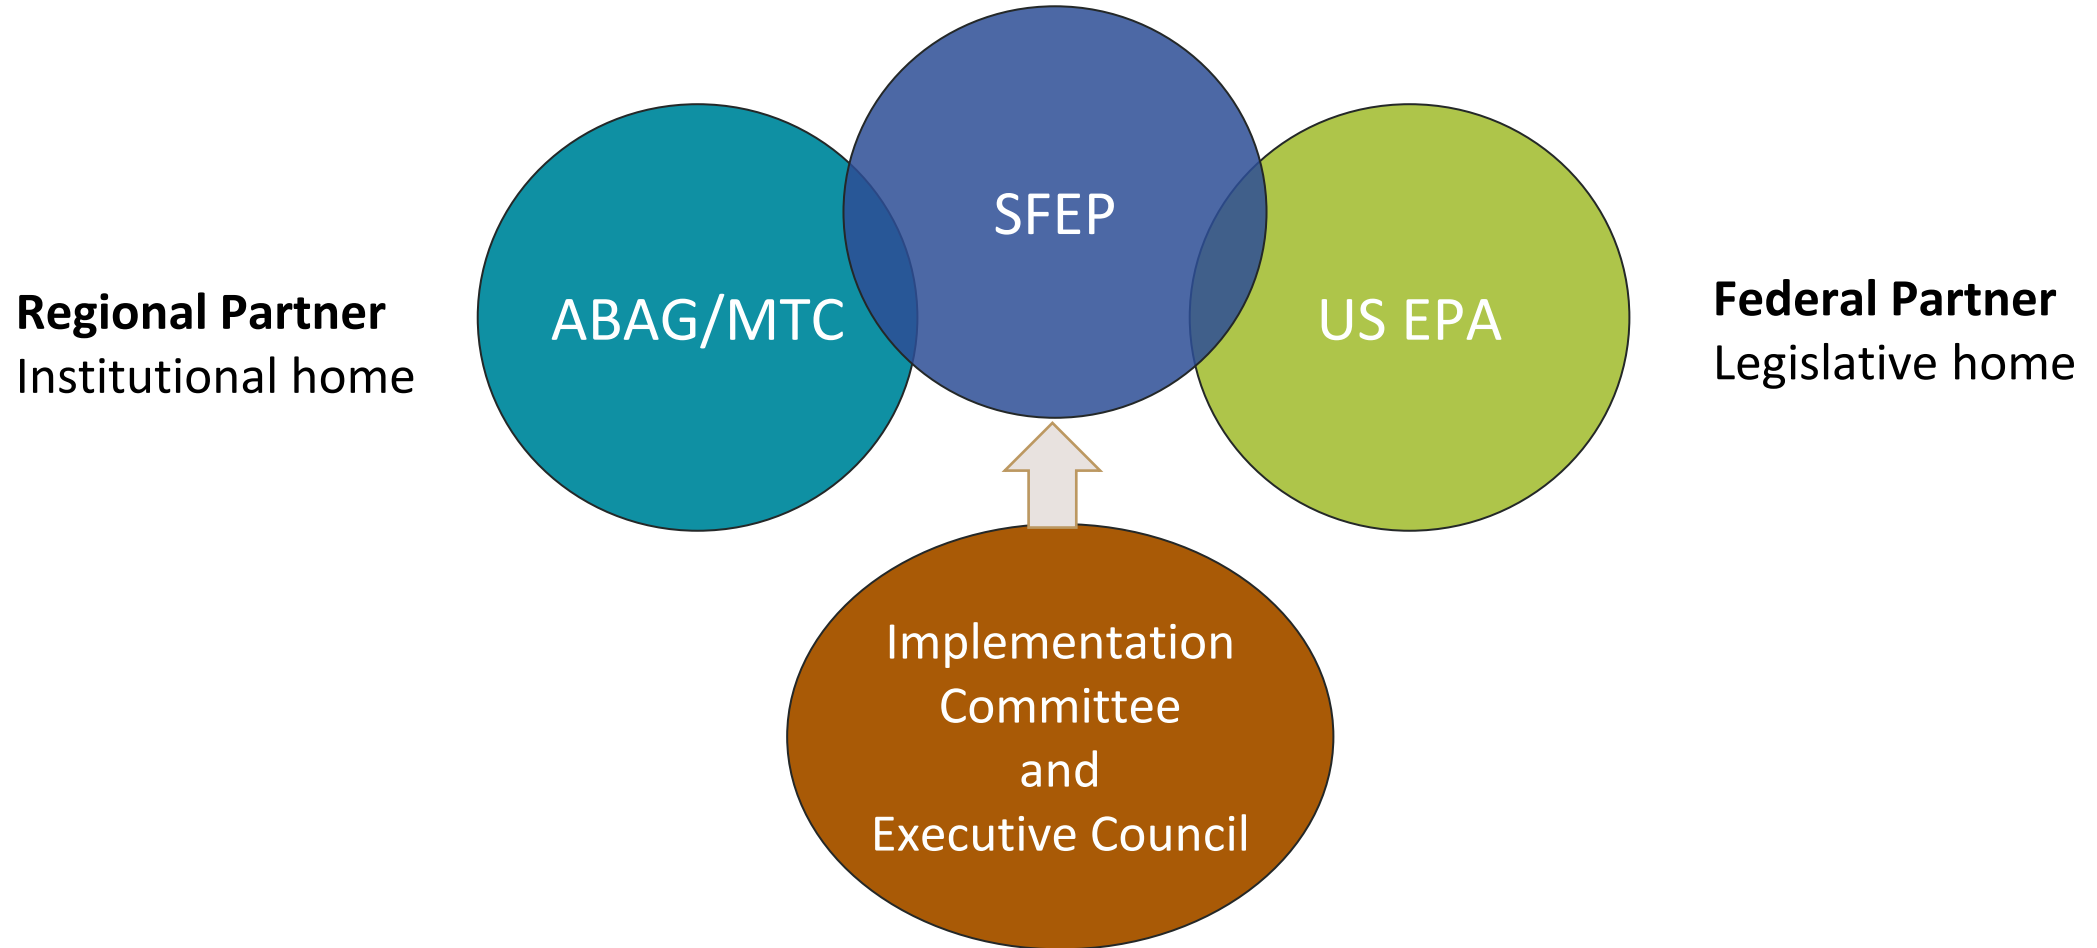 SFEP
Regional Partner
Institutional home
ABAG/MTC
US EPA
Federal Partner
Legislative home
Implementation
Committee
and
Executive Council